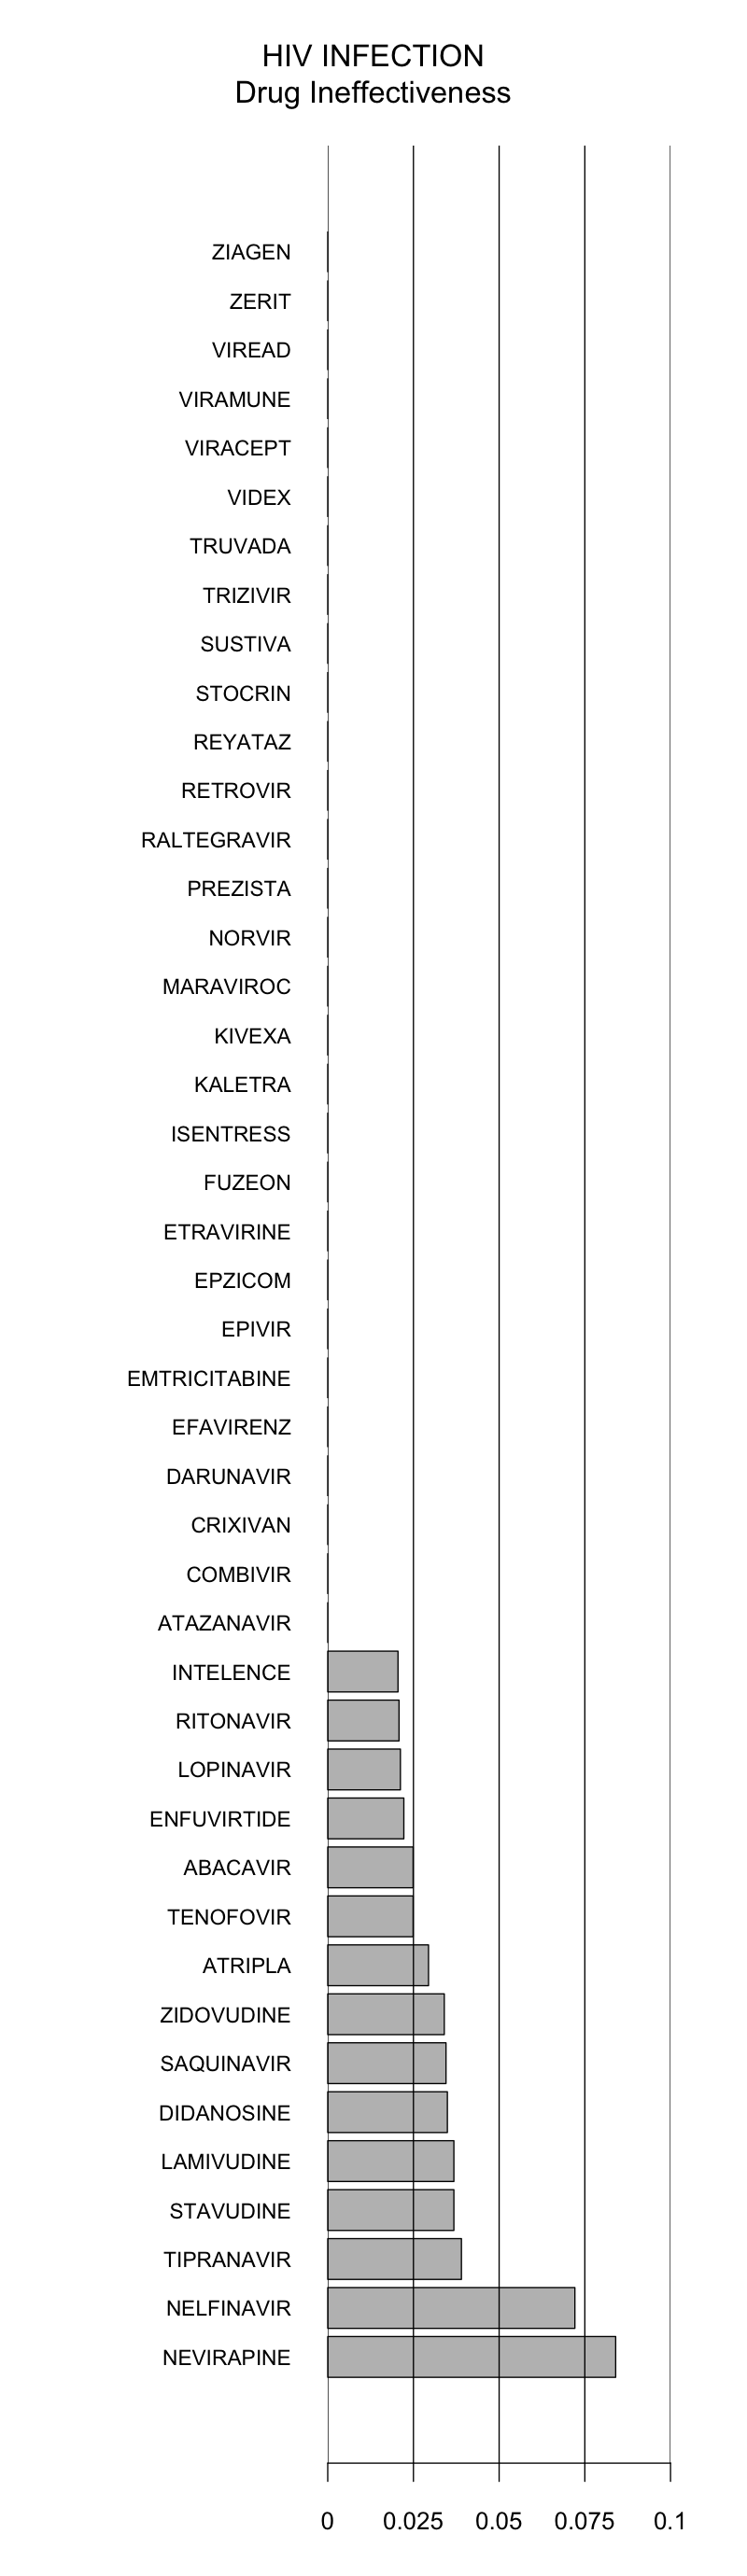 HIV INFECTION
Drug Ineffectiveness
ZIAGEN
ZERIT
VIREAD
VIRAMUNE
VIRACEPT
VIDEX
TRUVADA
TRIZIVIR
SUSTIVA
STOCRIN
REYATAZ
RETROVIR
RALTEGRAVIR
PREZISTA
NORVIR
MARAVIROC
KIVEXA
KALETRA
ISENTRESS
FUZEON
ETRAVIRINE
EPZICOM
EPIVIR
EMTRICITABINE
EFAVIRENZ
DARUNAVIR
CRIXIVAN
COMBIVIR
ATAZANAVIR
INTELENCE
RITONAVIR
LOPINAVIR
ENFUVIRTIDE
ABACAVIR
TENOFOVIR
ATRIPLA
ZIDOVUDINE
SAQUINAVIR
DIDANOSINE
LAMIVUDINE
STAVUDINE
TIPRANAVIR
NELFINAVIR
NEVIRAPINE
0 0.025 0.05 0.075 0.1